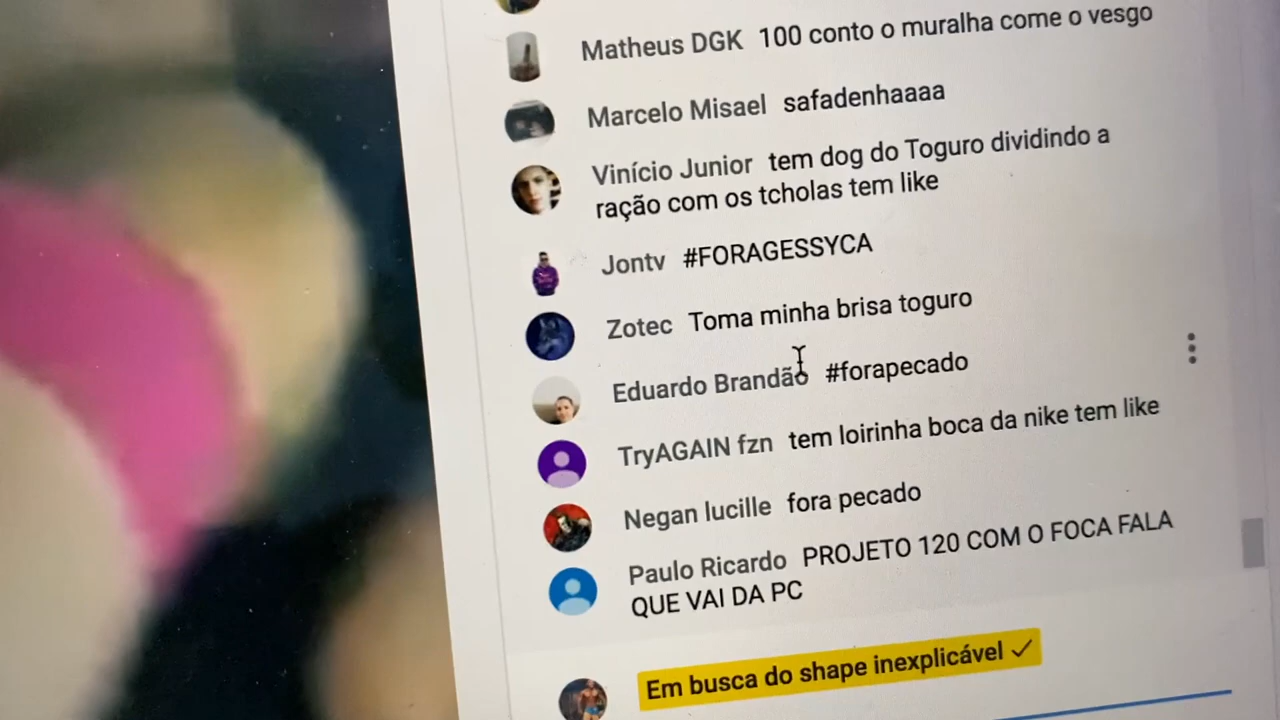 Matheus DGK 100 conto o muralha come o vesgo
Marcelo Misael safadenhaaaa
Vinício Junior tem dog do Toguro dividindo a
ração com os tcholas tem like
Jontv #FORAGESSYCA
Zotec Toma minha brisa toguro
Eduardo Brandão #forapecado
TryAGAIN fzn tem loirinha boca da nike tem like
Negan lucille fora pecado
Paulo Ricardo PROJETO 120 COM O FOCA FALA
QUE VAI DA PC
Em busca do shape inexplicável ✓